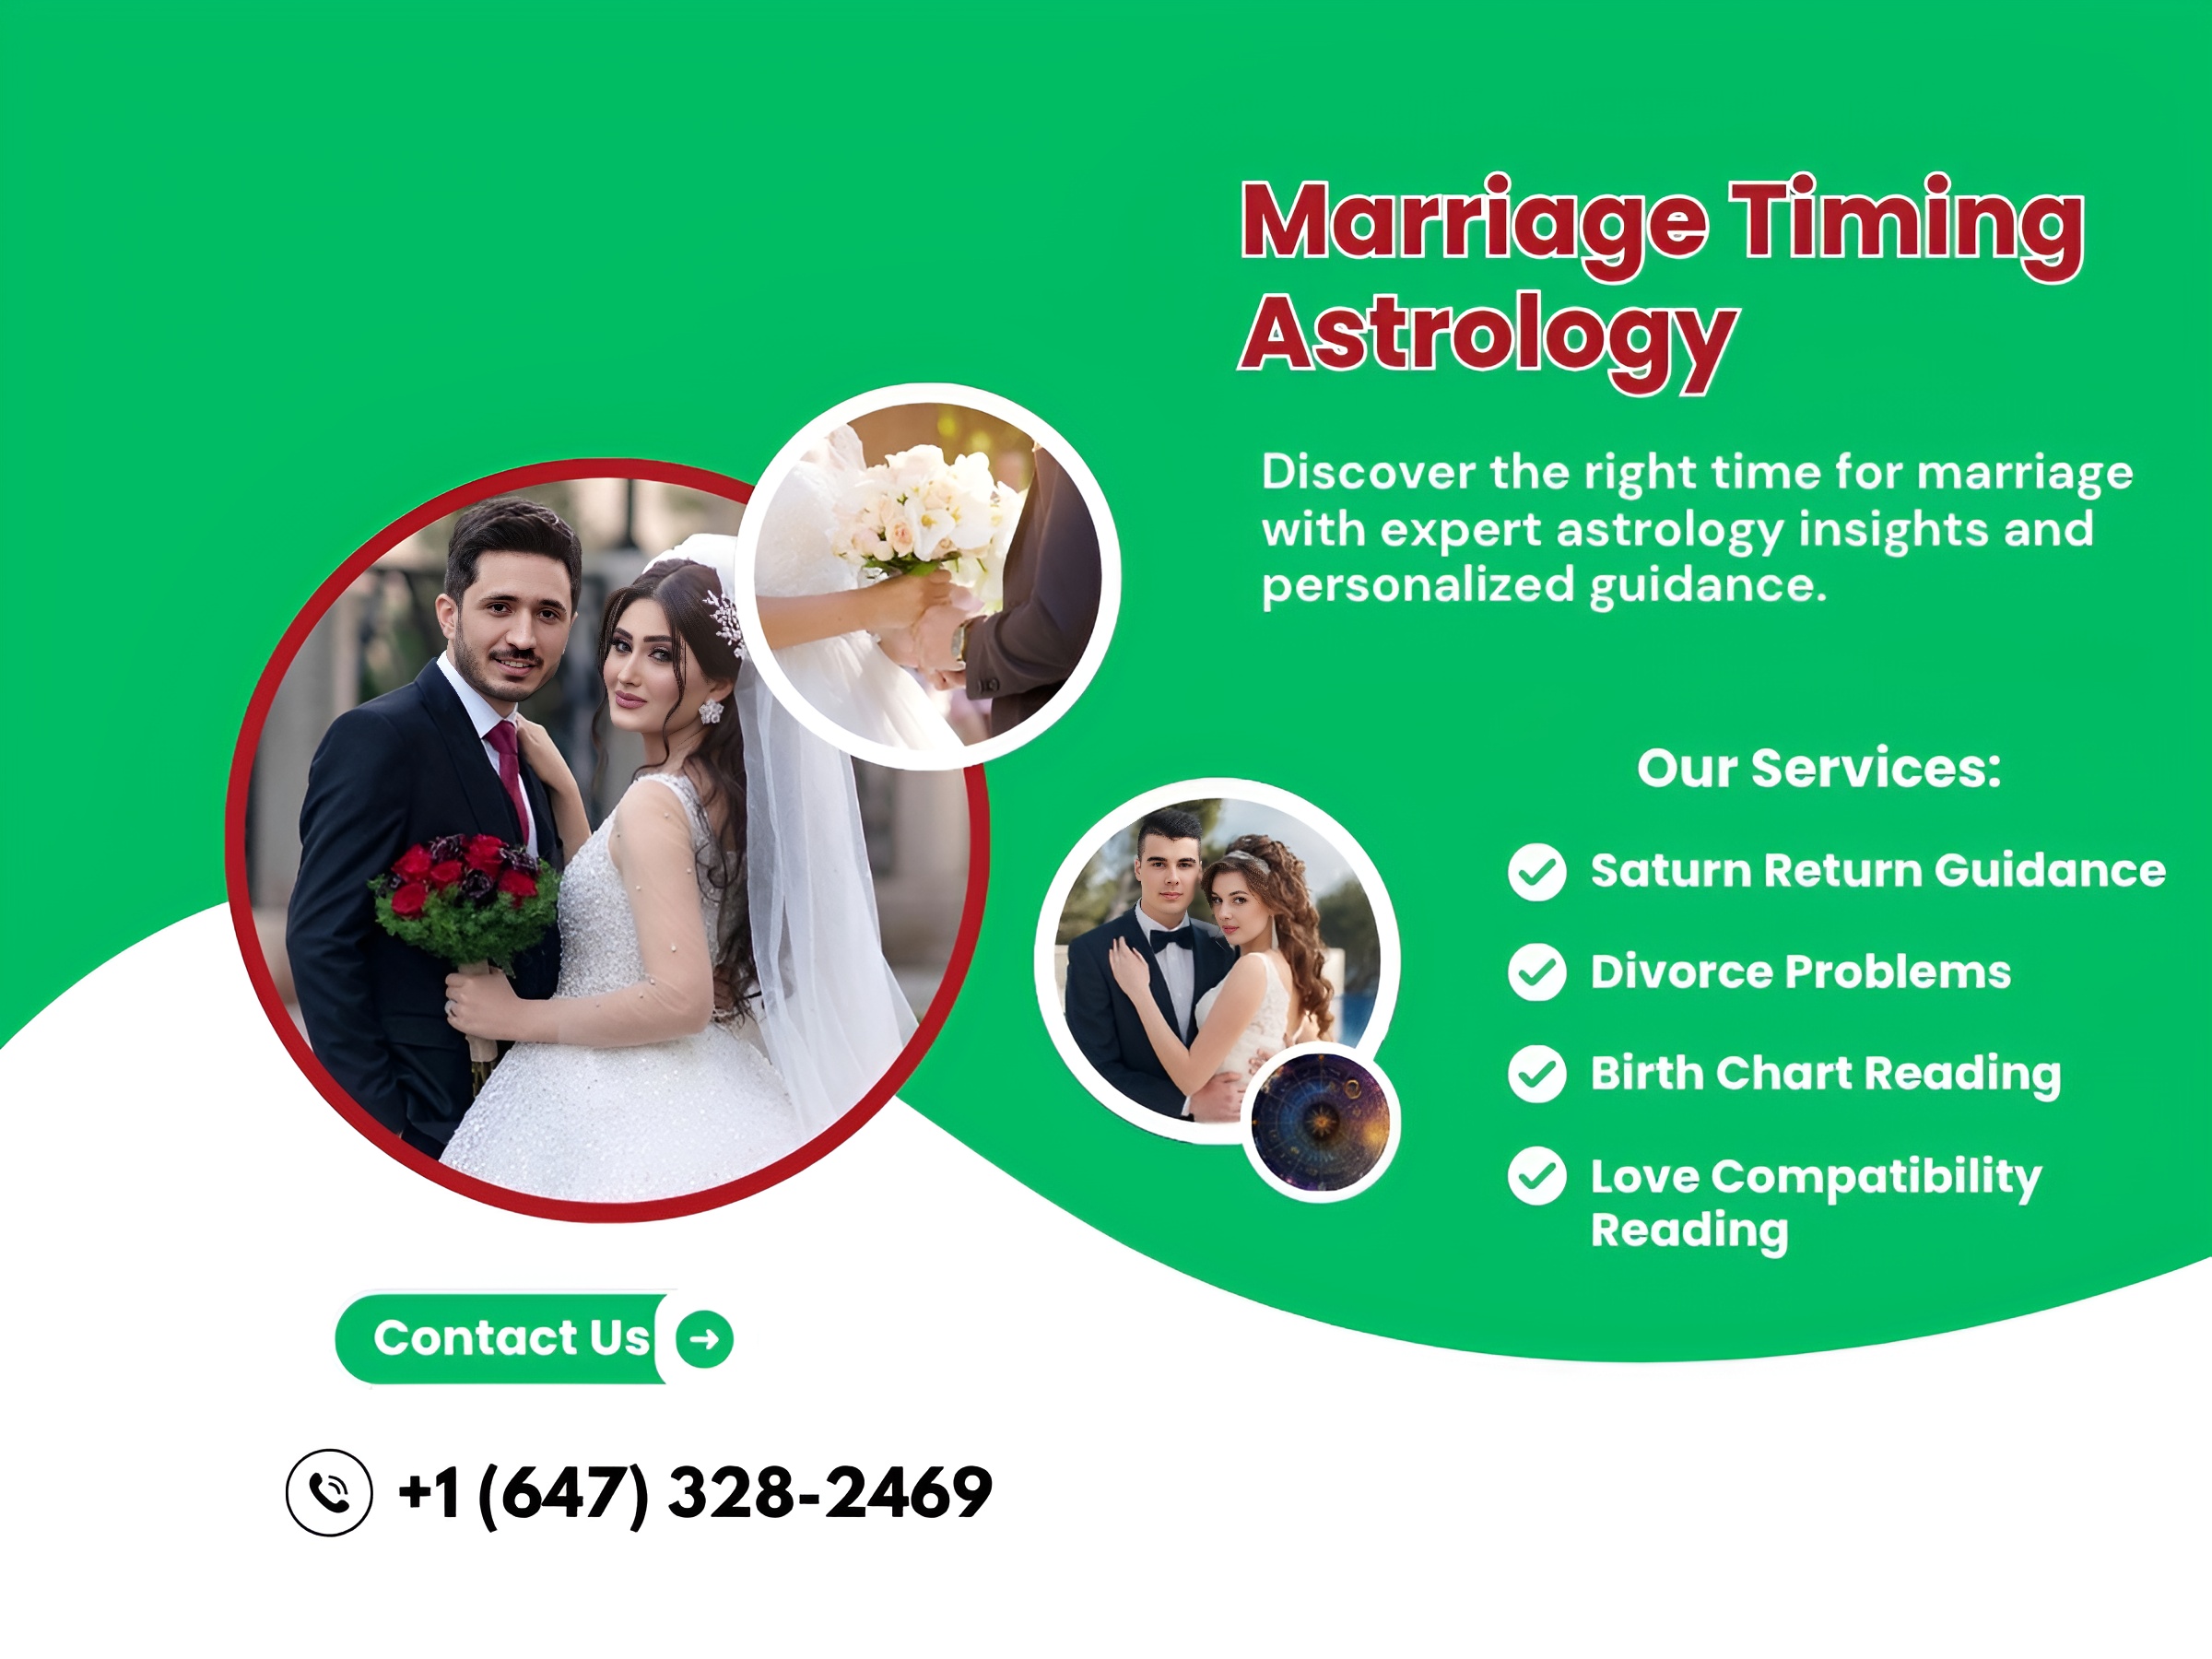 Marriage Timing
Astrology
Discover the right time for marriage
with expert astrology insights and
personalized guidance.
Our Services:
Saturn Return Guidance
Divorce Problems
Birth Chart Reading
Love Compatibility
Reading
Contact Us
+1 (647) 328-2469